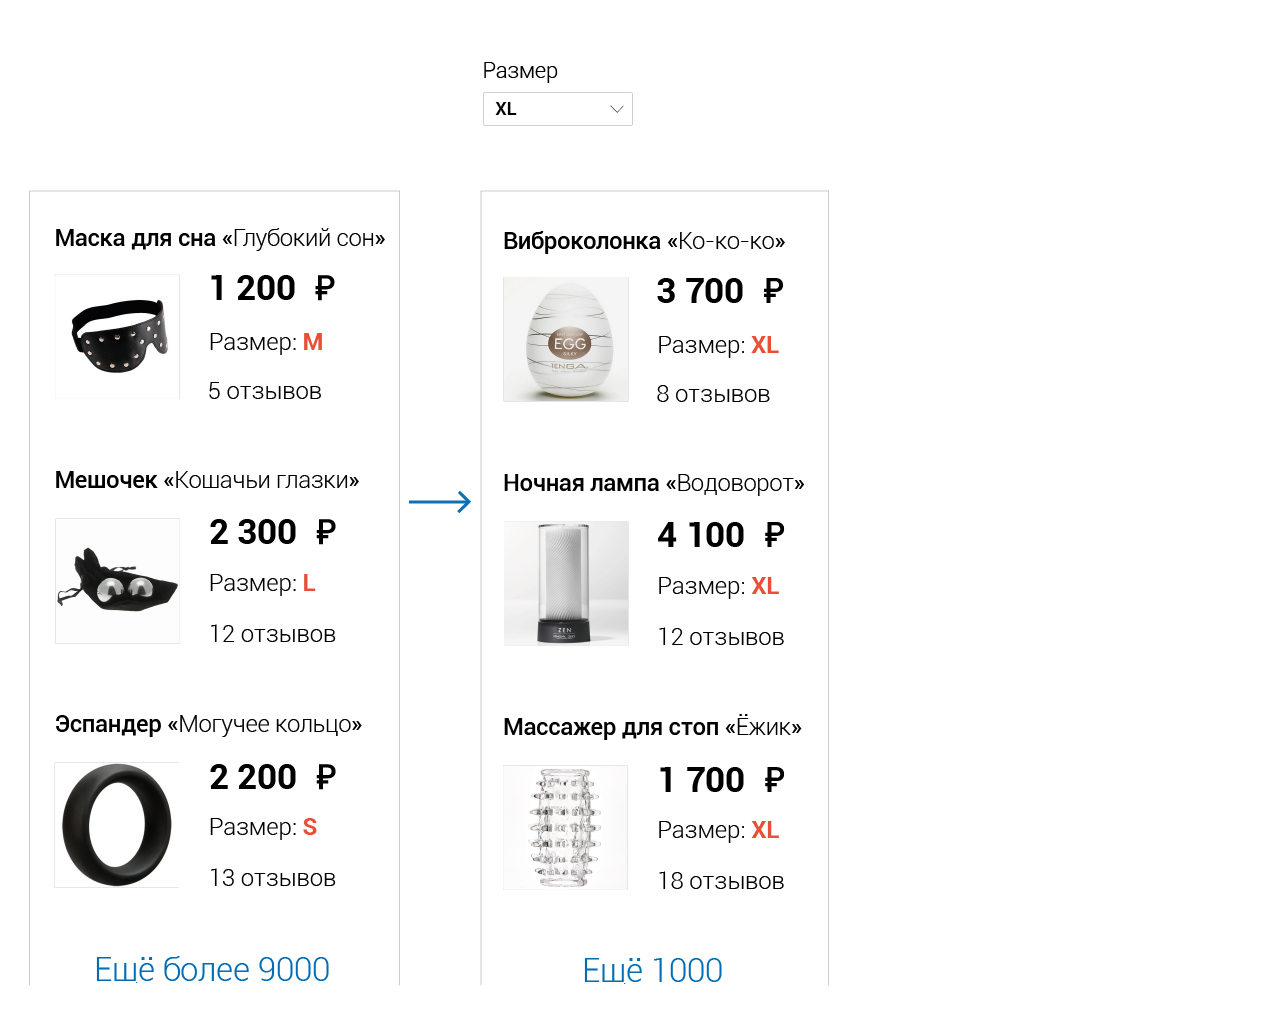 Размер
XL
Маска для сна «Глубокий сон»
1 200 ₽
Размер: M
5 отзывов
Мешочек «Кошачьи глазки»
2 300 ₽
Размер: L
12 отзывов
Эспандер «Могучее кольцо»
2 200 ₽
Размер: S
13 отзывов
Ещё более 9000
Виброколонка «Ко-ко-ко»
3 700 ₽
EGG
SILKY
TENGA
Размер: XL
8 отзывов
Ночная лампа «Водоворот»
4 100 ₽
Размер: XL
ZEN
12 отзывов
Массажер для стоп «Ёжик»
1 700 ₽
Размер: XL
18 отзывов
Ещё 1000